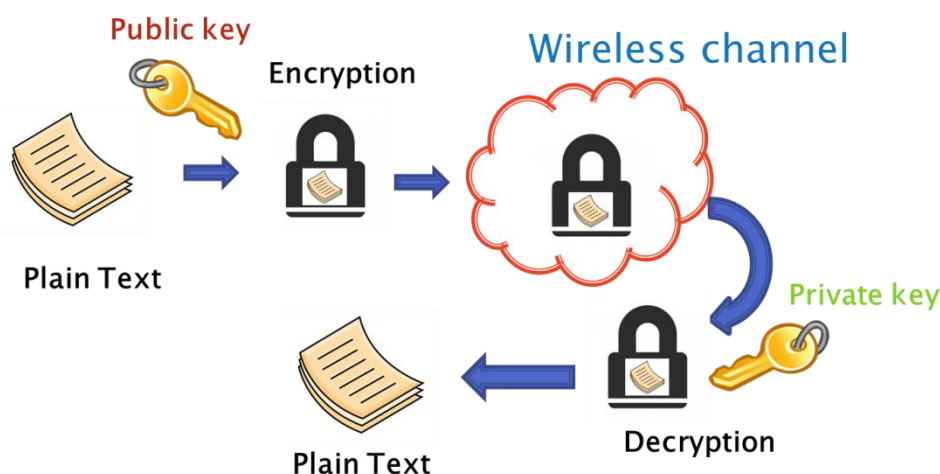 Public key
Encryption
Wireless channel
Plain Text
Private key
Decryption
Plain Text